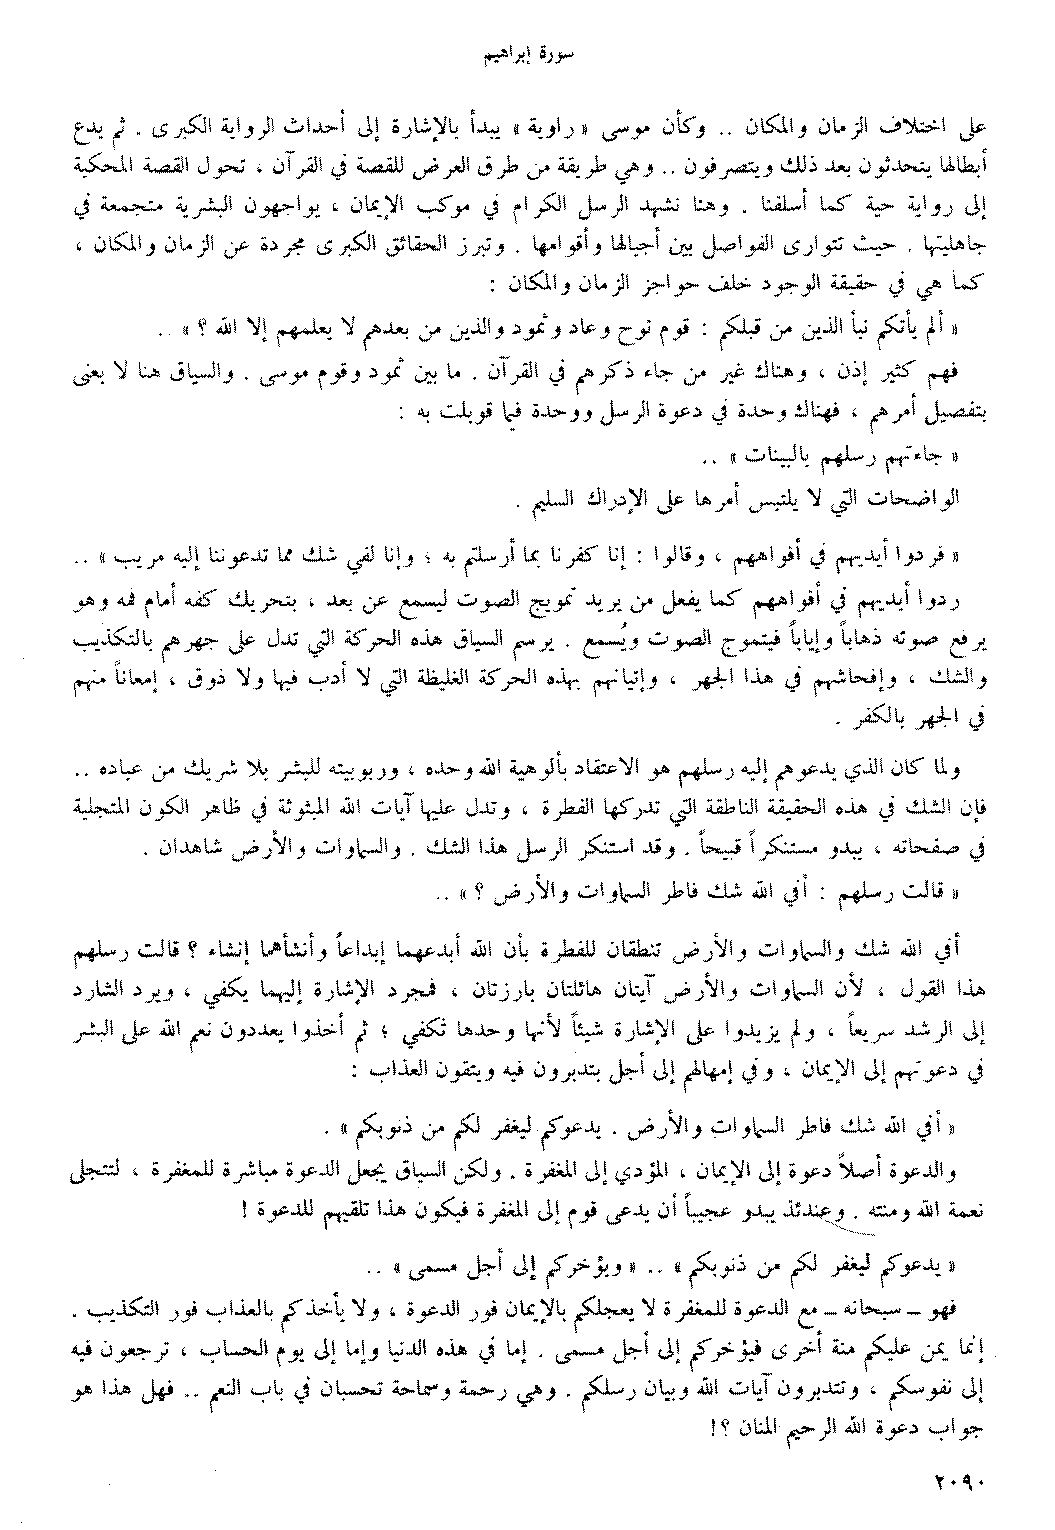 سورة إبراهيم
على اختلاف الزمان والمكان .. وكأن موسى « راوية » يبدأ بالإشارة إلى أحداث الرواية الكبرى . ثم يدع
أبطالها يتحدثون بعد ذلك ويتصرفون .. وهي طريقة من طرق العرض للقصة في القرآن ، تحول القصة المحكية
إلى رواية حية كما أسلفنا . وهنا نشهد الرسل الكرام في موكب الإيمان ، يواجهون البشرية متجمعة في
جاهليتها . حيث تتوارى الفواصل بين أجيالها وأقوامها . وتبرز الحقائق الكبرى مجردة عن الزمان والمكان ،
كما هي في حقيقة الوجود خلف حواجز الزمان والمكان :
« ألم يأتكم نبأ الذين من قبلكم : قوم نوح وعاد وثمود والذين من بعدهم لا يعلمهم إلا الله ؟ » ..
فهم كثير إذن ، وهناك غير من جاء ذكرهم في القرآن . ما بين ثمود وقوم موسى . والسياق هنا لا يعنى
بتفصيل أمرهم ، فهناك وحدة في دعوة الرسل ووحدة فيما قوبلت به :
« جاءتهم رسلهم بالبينات » ..
الواضحات التي لا يلتبس أمرها على الإدراك السليم .
« فردوا أيديهم في أفواههم ، وقالوا : إنا كفرنا بما أرسلتم به ؛ وإنا لفي شك مما تدعوننا إليه مريب » ..
ردوا أيديهم في أفواههم كما يفعل من يريد تمويج الصوت ليسمع عن بعد ، بتحريك كفه أمام فمه وهو
يرفع صوته ذهاباً وإياباً فيتموج الصوت ويُسمع . يرسم السياق هذه الحركة التي تدل على جهرهم بالتكذيب
والشك ، وإفحاشهم في هذا الجهر ، وإتيانهم بهذه الحركة الغليظة التي لا أدب فيها ولا ذوق ، إمعاناً منهم
في الجهر بالكفر .
ولما كان الذي يدعوهم إليه رسلهم هو الاعتقاد بألوهية الله وحده ، وربوبيته للبشر بلا شريك من عباده ..
فإن الشك في هذه الحقيقة الناطقة التي تدركها الفطرة ، وتدل عليها آيات الله المبثوثة في ظاهر الكون المتجلية
في صفحاته ، يبدو مستنكراً قبيحاً . وقد استنكر الرسل هذا الشك . والسماوات والأرض شاهدان .
« قالت رسلهم : أفي الله شك فاطر السماوات والأرض ؟ » ..
أفي الله شك والسماوات والأرض تنطقان للفطرة بأن الله أبدعهما إبداعاً وأنشأهما إنشاء ؟ قالت رسلهم
هذا القول ، لأن السماوات والأرض آيتان هائلتان بارزتان ، فمجرد الإشارة إليهما يكفي ، ويرد الشارد
إلى الرشد سريعاً ، ولم يزيدوا على الإشارة شيئاً لأنها وحدها تكفي ؛ ثم أخذوا يعددون نعم الله على البشر
في دعوتهم إلى الإيمان ، وفي إمهالهم إلى أجل يتدبرون فيه ويتقون العذاب :
« أفي الله شك فاطر السماوات والأرض . يدعوكم ليغفر لكم من ذنوبكم » .
والدعوة أصلاً دعوة إلى الإيمان ، المؤدي إلى المغفرة . ولكن السياق يجعل الدعوة مباشرة للمغفرة ، لتتجلى
نعمة الله ومنته . وعندئذ يبدو عجيباً أن يدعى قوم إلى المغفرة فيكون هذا تلقيهم للدعوة !
« يدعوكم ليغفر لكم من ذنوبكم » .. « ويؤخركم إلى أجل مسمى » ..
فهو – سبحانه – مع الدعوة للمغفرة لا يعجلكم بالإيمان فور الدعوة ، ولا يأخذكم بالعذاب فور التكذيب .
إنما يمن عليكم منة أخرى فيؤخركم إلى أجل مسمى . إما في هذه الدنيا وإما إلى يوم الحساب ، ترجعون فيه
إلى نفوسكم ، وتتدبرون آيات الله وبيان رسلكم . وهي رحمة وسماحة تحسبان في باب النعم .. فهل هذا هو
جواب دعوة الله الرحيم المنان ؟!
٢٠٩٠